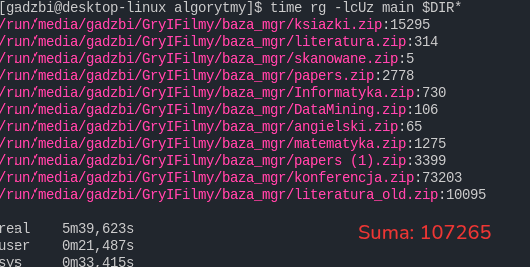 [gadzbi@desktop-linux algorytmy]$ time rg -lcUz main $DIR*
/run/media/gadzbi/GryIFilmy/baza_mgr/ksiazki.zip:15295
/run/media/gadzbi/GryIFilmy/baza_mgr/literatura.zip:314
/run/media/gadzbi/GryIFilmy/baza_mgr/skanowane.zip:5
/run/media/gadzbi/GryIFilmy/baza_mgr/papers.zip:2778
/run/media/gadzbi/GryIFilmy/baza_mgr/Informatyka.zip:730
/run/media/gadzbi/GryIFilmy/baza_mgr/DataMining.zip:106
/run/media/gadzbi/GryIFilmy/baza_mgr/angielski.zip:65
/run/media/gadzbi/GryIFilmy/baza_mgr/matematyka.zip:1275
/run/media/gadzbi/GryIFilmy/baza_mgr/papers (1).zip:3399
/run/media/gadzbi/GryIFilmy/baza_mgr/konferencja.zip:73203
/run/media/gadzbi/GryIFilmy/baza_mgr/literatura_old.zip:10095
real 5m39,623s
Suma: 107265
user 0m21,487s
sys 0m33,415s